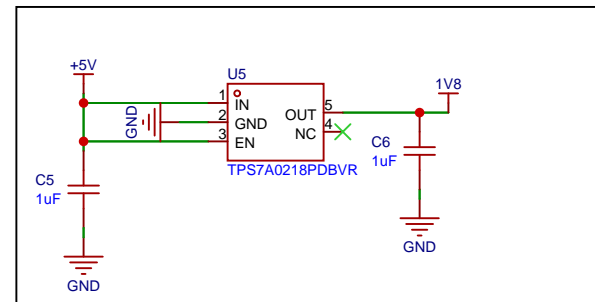 +5V
U5
1V8
1
IN
OUT
5
GND
2
GND
NC
4
3
EN
TPS7A0218PDBVR
C5
1uF
C6
1uF
GND
GND